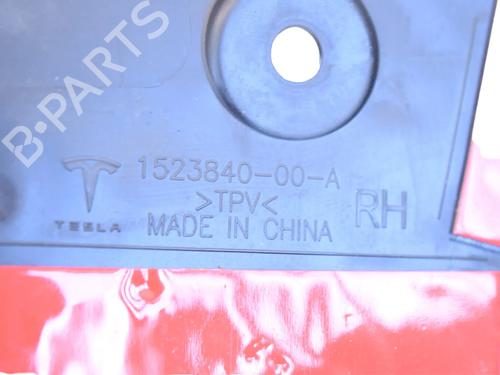 B-PARTS
1523840-00-A
>TPV<
TESLA
MADE IN CHINA
RH